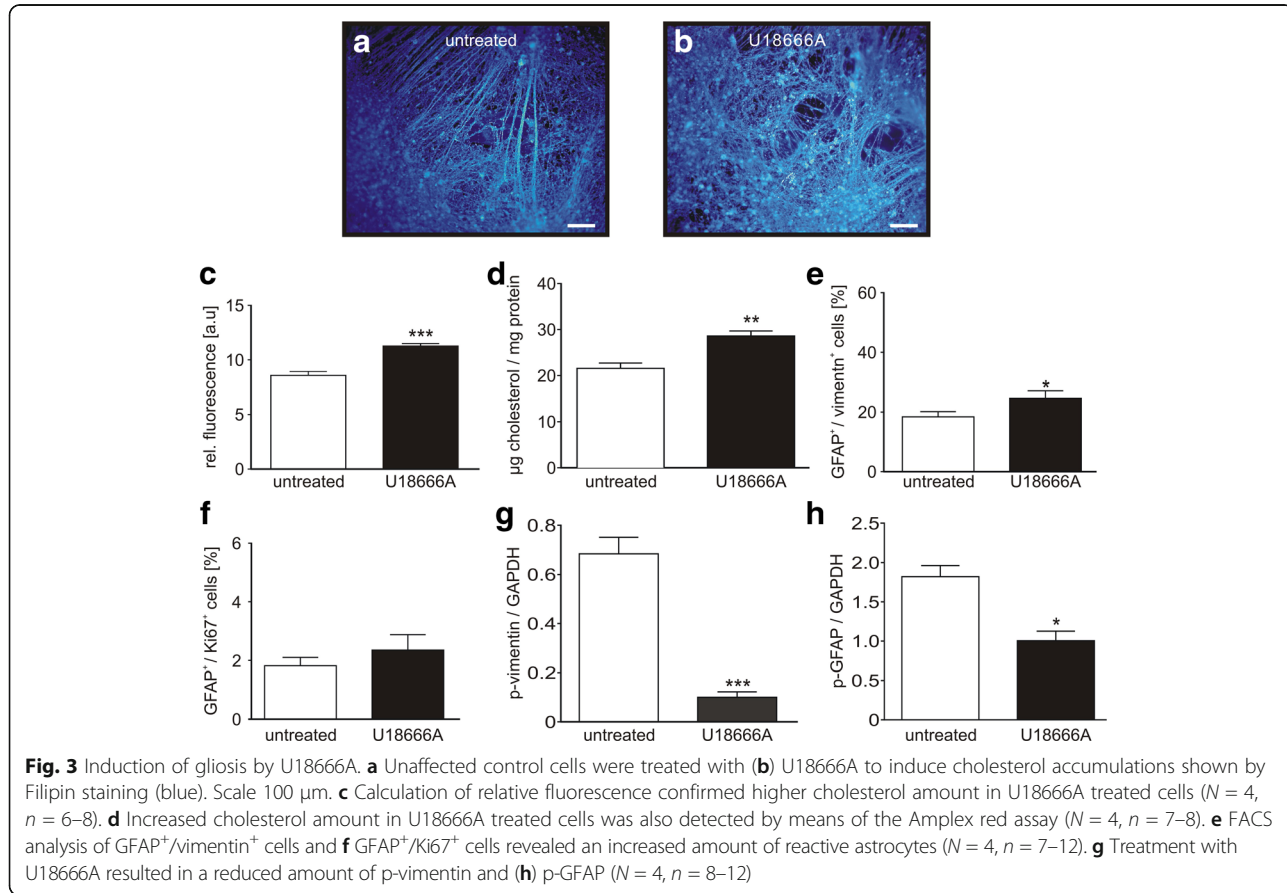 a untreated
b U18666A
c
rel. fluorescence [a.u]
15
10
5
0
untreated U18666A
***
d
µg cholesterol / mg protein
40
30
20
10
0
untreated U18666A
**
e
GFAP+ / vimentn+ cells [%]
60
40
20
0
untreated U18666A
*
f
GFAP+ / Ki67+ cells [%]
6
4
2
0
untreated U18666A
g
p-vimentin / GAPDH
0.8
0.6
0.4
0.2
0
untreated U18666A
***
h
p-GFAP / GAPDH
2.5
2.0
1.5
1.0
0.5
0
untreated U18666A
*
Fig. 3 Induction of gliosis by U18666A. a Unaffected control cells were treated with (b) U18666A to induce cholesterol accumulations shown by
Filipin staining (blue). Scale 100 µm. c Calculation of relative fluorescence confirmed higher cholesterol amount in U18666A treated cells (N = 4,
n = 6–8). d Increased cholesterol amount in U18666A treated cells was also detected by means of the Amplex red assay (N = 4, n = 7–8). e FACS
analysis of GFAP+/vimentin+ cells and f GFAP+/Ki67+ cells revealed an increased amount of reactive astrocytes (N = 4, n = 7–12). g Treatment with
U18666A resulted in a reduced amount of p-vimentin and (h) p-GFAP (N = 4, n = 8–12)